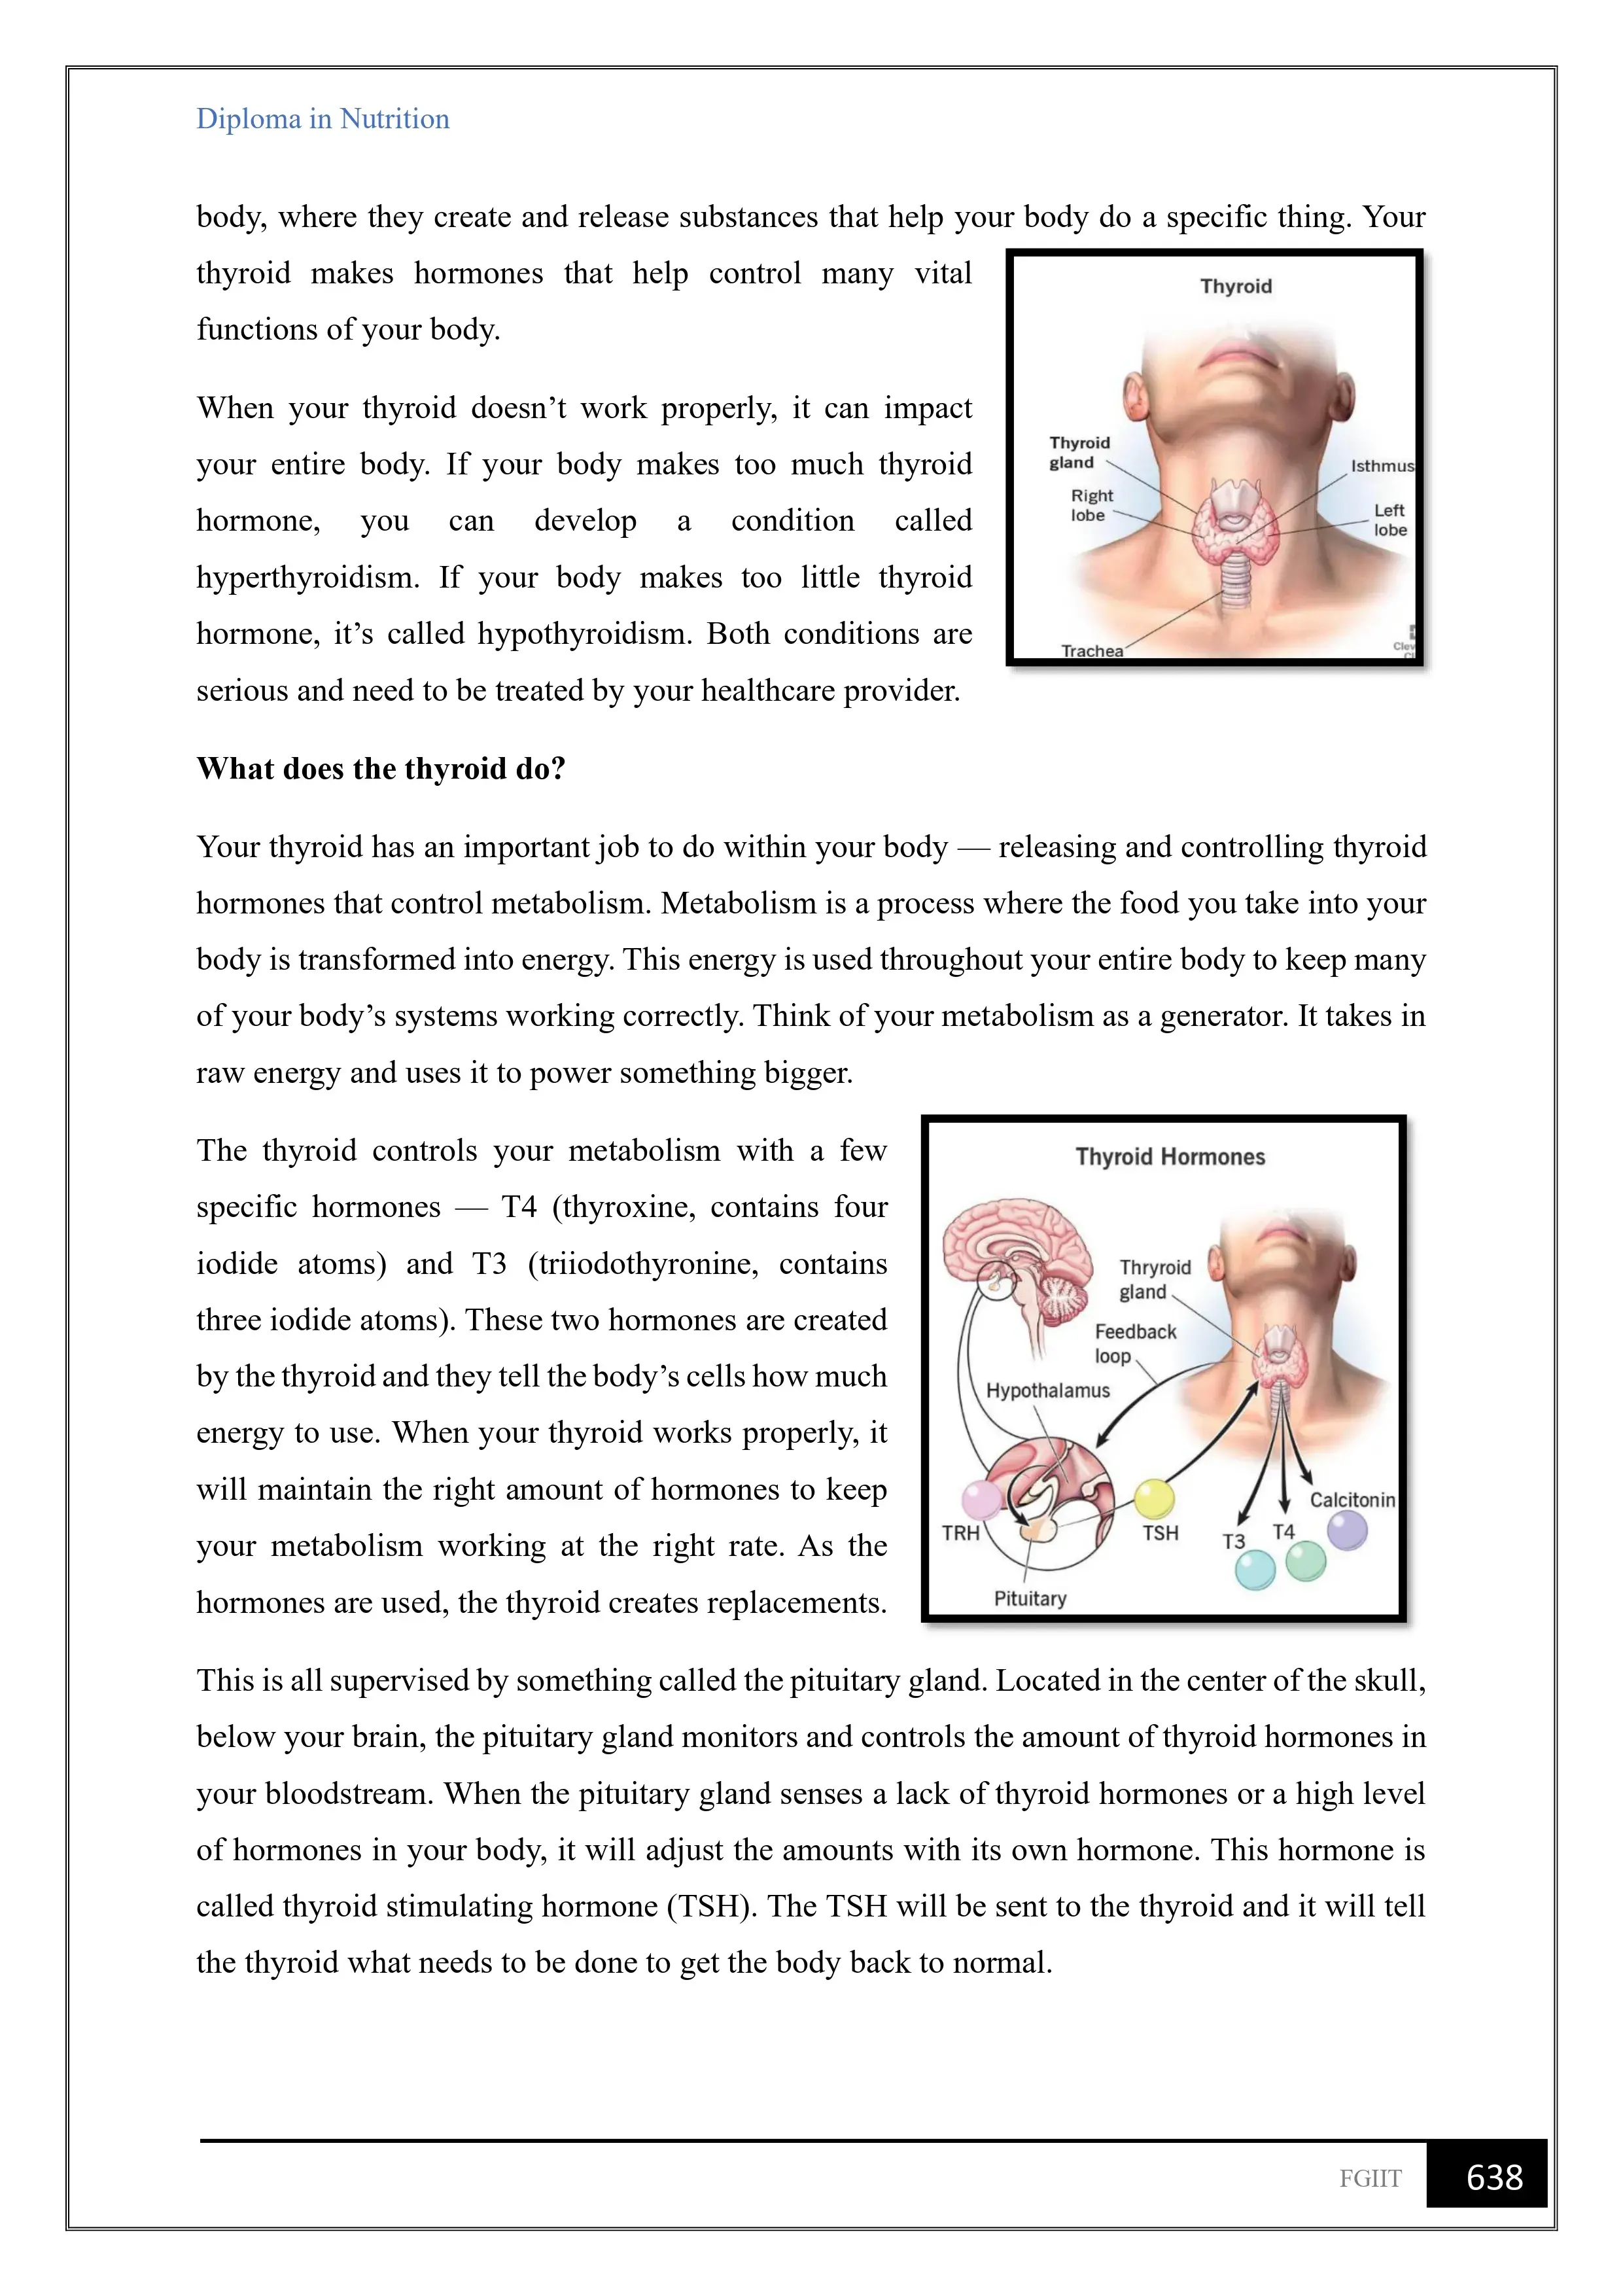 Diploma in Nutrition
body, where they create and release substances that help your body do a specific thing. Your
thyroid makes hormones that help control many vital
functions of your body.
When your thyroid doesn’t work properly, it can impact
your entire body. If your body makes too much thyroid
hormone, you can develop a condition called
hyperthyroidism. If your body makes too little thyroid
hormone, it’s called hypothyroidism. Both conditions are
serious and need to be treated by your healthcare provider.
Thyroid
Thyroid
gland
Isthmus
Right
lobe
Left
lobe
Trachea
What does the thyroid do?
Your thyroid has an important job to do within your body — releasing and controlling thyroid
hormones that control metabolism. Metabolism is a process where the food you take into your
body is transformed into energy. This energy is used throughout your entire body to keep many
of your body’s systems working correctly. Think of your metabolism as a generator. It takes in
raw energy and uses it to power something bigger.
The thyroid controls your metabolism with a few
specific hormones — T4 (thyroxine, contains four
iodide atoms) and T3 (triiodothyronine, contains
three iodide atoms). These two hormones are created
by the thyroid and they tell the body’s cells how much
energy to use. When your thyroid works properly, it
will maintain the right amount of hormones to keep
your metabolism working at the right rate. As the
hormones are used, the thyroid creates replacements.
Thyroid Hormones
Thryroid
gland
Feedback
loop
Hypothalamus
Calcitonin
TRH
TSH
T3
T4
Pituitary
This is all supervised by something called the pituitary gland. Located in the center of the skull,
below your brain, the pituitary gland monitors and controls the amount of thyroid hormones in
your bloodstream. When the pituitary gland senses a lack of thyroid hormones or a high level
of hormones in your body, it will adjust the amounts with its own hormone. This hormone is
called thyroid stimulating hormone (TSH). The TSH will be sent to the thyroid and it will tell
the thyroid what needs to be done to get the body back to normal.
FGIIT
638